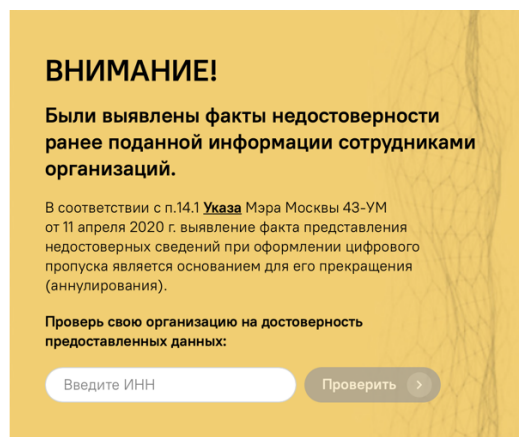 ВНИМАНИЕ!
Были выявлены факты недостоверности
ранее поданной информации сотрудниками
организаций.
В соответствии с п.14.1 Указа Мэра Москвы 43-УМ
от 11 апреля 2020 г. выявление факта представления
недостоверных сведений при оформлении цифрового
пропуска является основанием для его прекращения
(аннулирования).
Проверь свою организацию на достоверность
предоставленных данных:
Введите ИНН
Проверить